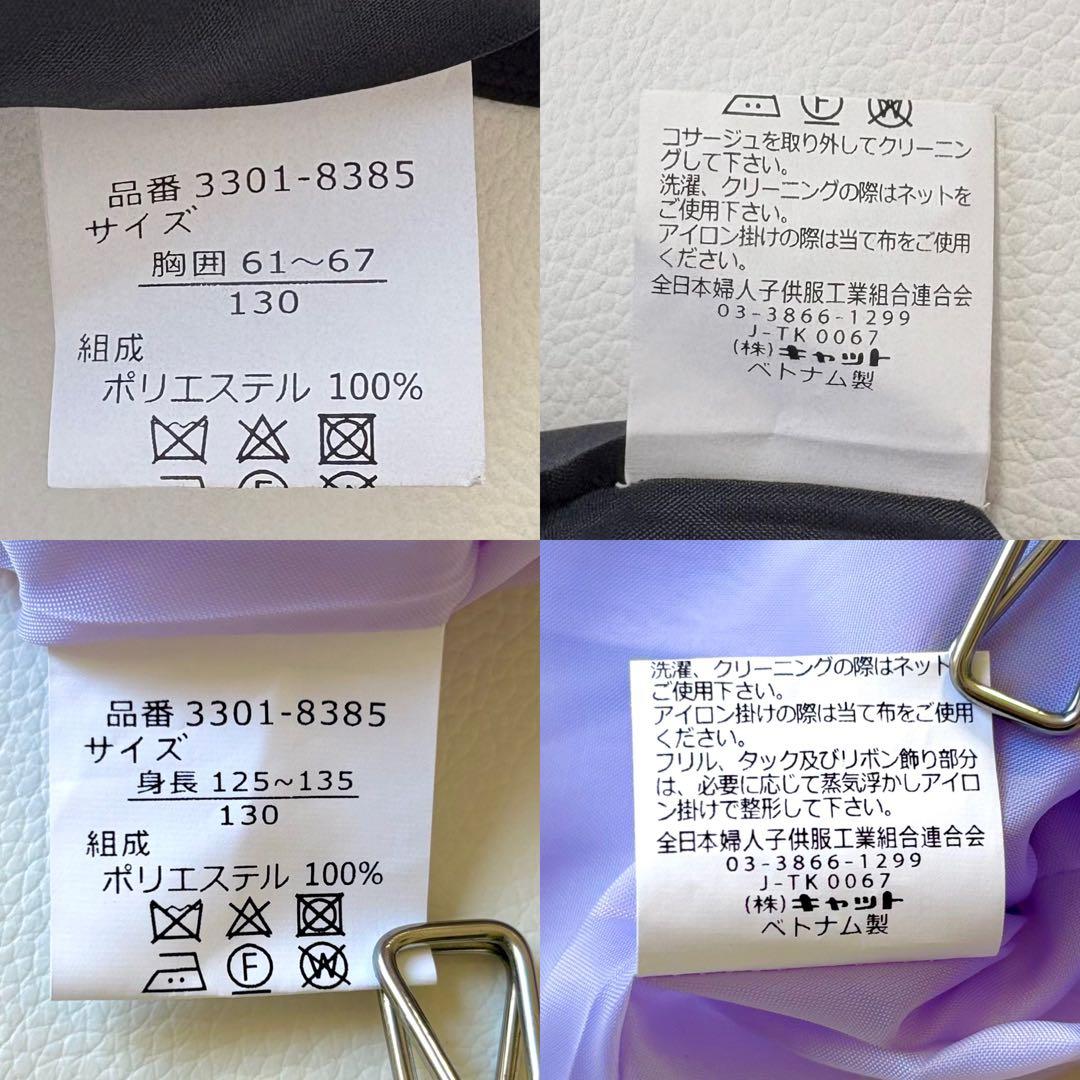 品番 3301-8385
サイズ
胸囲 61〜67
130
組成
ポリエステル 100%
F
コサージュを取り外してクリーニン
グして下さい。
洗濯、クリーニングの際はネットを
ご使用下さい。
アイロン掛けの際は当て布をご使用
ください。
全日本婦人子供服工業組合連合会
03-3866-1299
J-TK0067
(株)キャット
ベトナム製
品番 3301-8385
サイズ
身長 125~135
130
組成
ポリエステル 100%
F W
洗濯、クリーニングの際はネット
ご使用下さい。
アイロン掛けの際は当て布をご使用
ください。
フリル、タック及びリボン飾り部分
は、必要に応じて蒸気浮かしアイロ
ン掛けで整形して下さい。
全日本婦人子供服工業組合連合会
03-3866-1299
J-TK0067
(株)キャット
ベトナム製